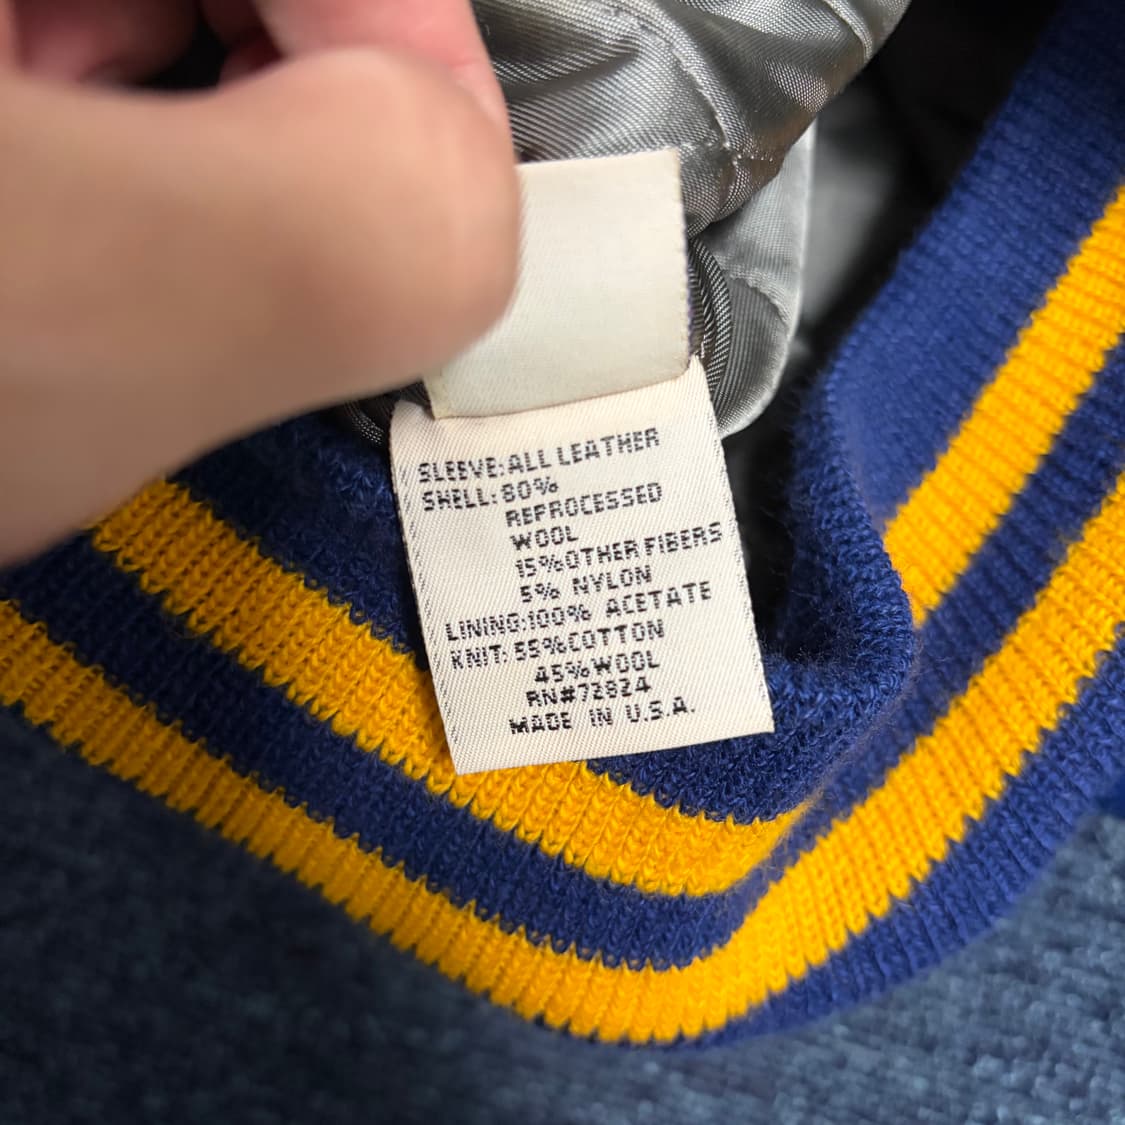 SLEEVE:ALL LEATHER
SHELL:80%
REPROCESSED
WOOL
15%OTHER FIBERS
5% NYLON
LINING:100% ACETATE
KNIT: 55%COTTON
45%WOOL
RN#72824
MADE IN U.S.A.